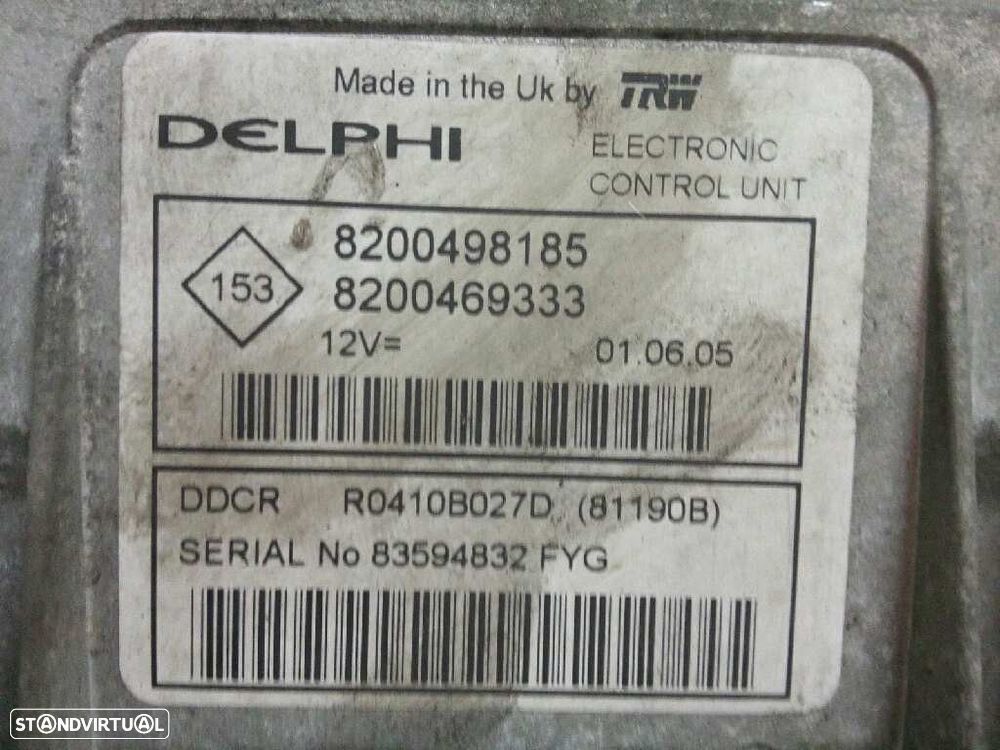 Made in the Uk by TRW
DELPHI
ELECTRONIC
CONTROL UNIT
153
8200498185
8200469333
12V=
01.06.05
DDCR R0410B027D (81190B)
SERIAL No 83594832 FYG
STANDVIRTUAL